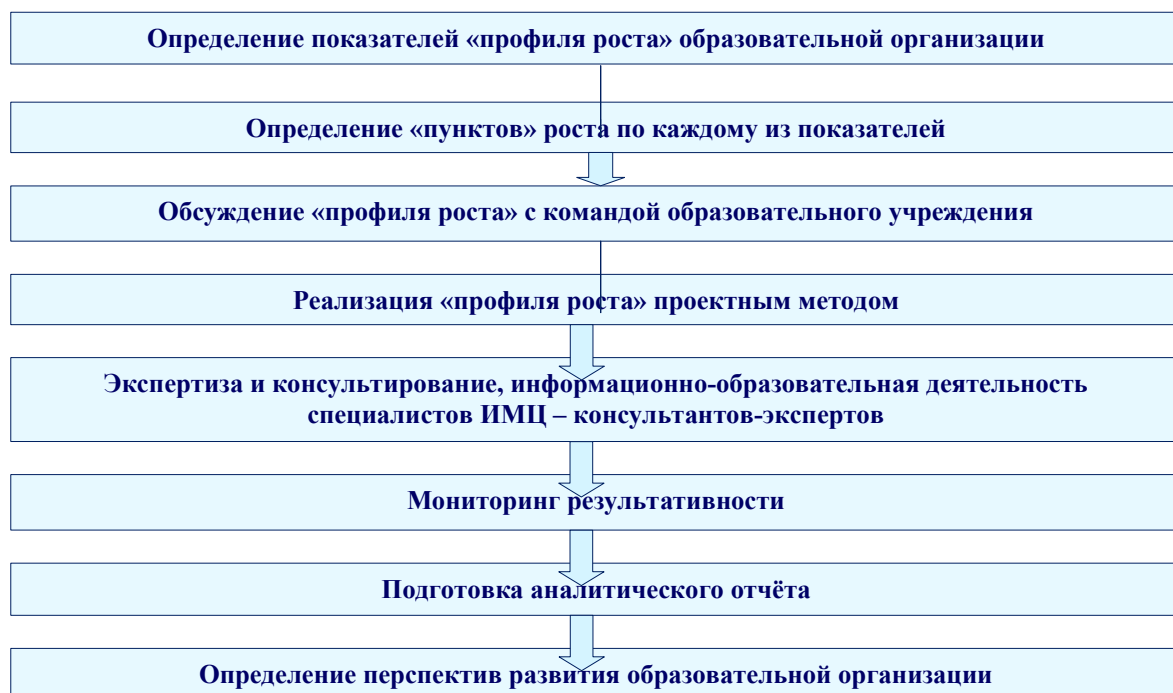 Определение показателей «профиля роста» образовательной организации
Определение «пунктов» роста по каждому из показателей
Обсуждение «профиля роста» с командой образовательного учреждения
Реализация «профиля роста» проектным методом
Экспертиза и консультирование, информационно-образовательная деятельность
специалистов ИМЦ – консультантов-экспертов
Мониторинг результативности
Подготовка аналитического отчёта
Определение перспектив развития образовательной организации